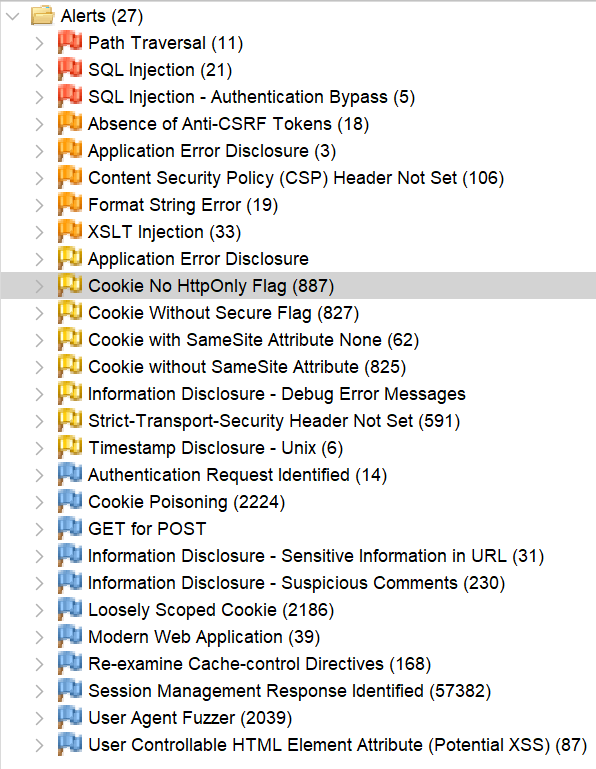 Alerts (27)
Path Traversal (11)
SQL Injection (21)
SQL Injection - Authentication Bypass (5)
Absence of Anti-CSRF Tokens (18)
Application Error Disclosure (3)
Content Security Policy (CSP) Header Not Set (106)
Format String Error (19)
XSLT Injection (33)
Application Error Disclosure
Cookie No HttpOnly Flag (887)
Cookie Without Secure Flag (827)
Cookie with SameSite Attribute None (62)
Cookie without SameSite Attribute (825)
Information Disclosure - Debug Error Messages
Strict-Transport-Security Header Not Set (591)
Timestamp Disclosure - Unix (6)
Authentication Request Identified (14)
Cookie Poisoning (2224)
GET for POST
Information Disclosure - Sensitive Information in URL (31)
Information Disclosure - Suspicious Comments (230)
Loosely Scoped Cookie (2186)
Modern Web Application (39)
Re-examine Cache-control Directives (168)
Session Management Response Identified (57382)
User Agent Fuzzer (2039)
User Controllable HTML Element Attribute (Potential XSS) (87)